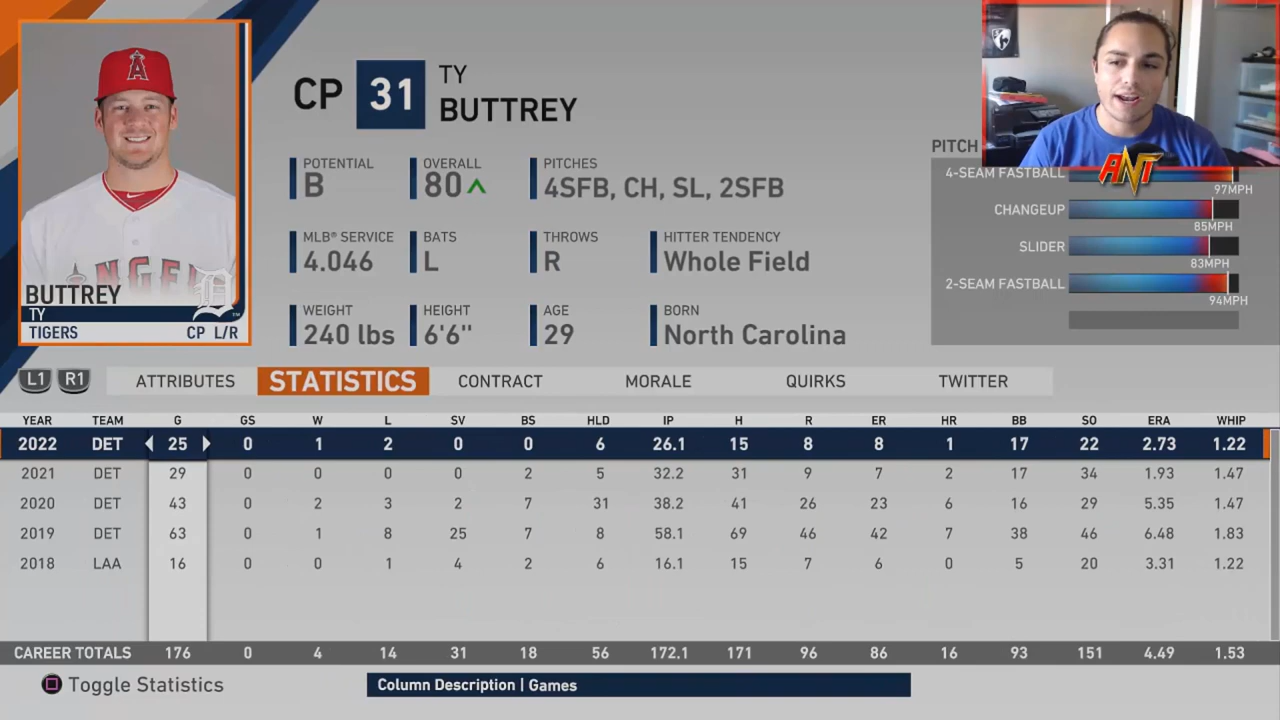 CP 31 TY
BUTTREY
POTENTIAL OVERALL PITCHES
B 80 4SFB, CH, SL, 2SFB
MLB® SERVICE BATS THROWS HITTER TENDENCY
4.046 L R Whole Field
WEIGHT HEIGHT AGE BORN
240 lbs 6'6" 29 North Carolina
A
ANGEL
BUTTREY
TY
TIGERS CP L/R
D
ANT
PITCH
4-SEAM FASTBALL
97MPH
CHANGEUP
85MPH
SLIDER
83MPH
2-SEAM FASTBALL
94MPH
L1 R1 ATTRIBUTES STATISTICS CONTRACT MORALE QUIRKS TWITTER
YEAR TEAM G GS W L SV BS HLD IP H R ER HR BB SO ERA WHIP
2022 DET 25 0 1 2 0 0 6 26.1 15 8 8 1 17 22 2.73 1.22
2021 DET 29 0 0 0 0 2 5 32.2 31 9 7 2 17 34 1.93 1.47
2020 DET 43 0 2 3 2 7 31 38.2 41 26 23 6 16 29 5.35 1.47
2019 DET 63 0 1 8 25 7 8 58.1 69 46 42 7 38 46 6.48 1.83
2018 LAA 16 0 0 1 4 2 6 16.1 15 7 6 0 5 20 3.31 1.22
CAREER TOTALS 176 0 4 14 31 18 56 172.1 171 96 86 16 93 151 4.49 1.53
Toggle Statistics
Column Description | Games